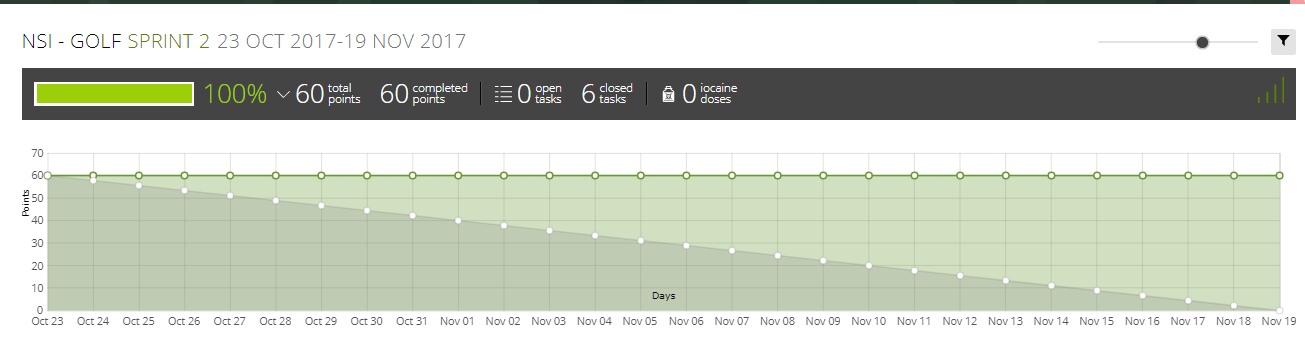 NSI - GOLF SPRINT 2 23 OCT 2017-19 NOV 2017
100% 60 total points 60 completed points 0 open tasks 6 closed tasks 0 iocaine doses
70
60
50
40
30
20
10
0
Points
Days
Oct 23 Oct 24 Oct 25 Oct 26 Oct 27 Oct 28 Oct 29 Oct 30 Oct 31 Nov 01 Nov 02 Nov 03 Nov 04 Nov 05 Nov 06 Nov 07 Nov 08 Nov 09 Nov 10 Nov 11 Nov 12 Nov 13 Nov 14 Nov 15 Nov 16 Nov 17 Nov 18 Nov 19